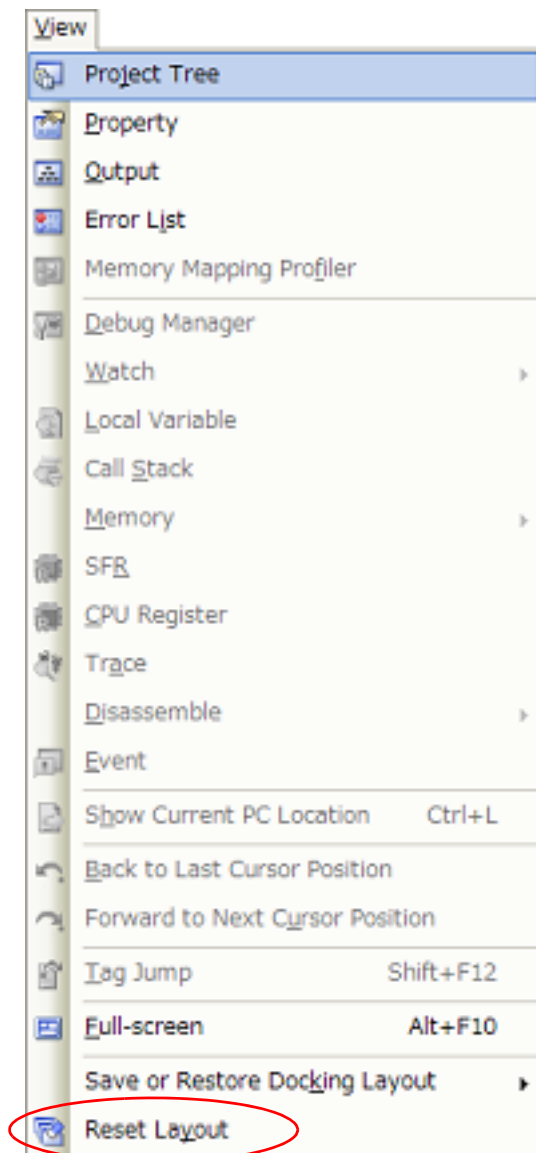 View
Project Tree
Property
Output
Error List
Memory Mapping Profiler
Debug Manager
Watch
Local Variable
Call Stack
Memory
SFR
CPU Register
Trace
Disassemble
Event
Show Current PC Location Ctrl+L
Back to Last Cursor Position
Forward to Next Cursor Position
Tag Jump Shift+F12
Full-screen Alt+F10
Save or Restore Docking Layout
Reset Layout